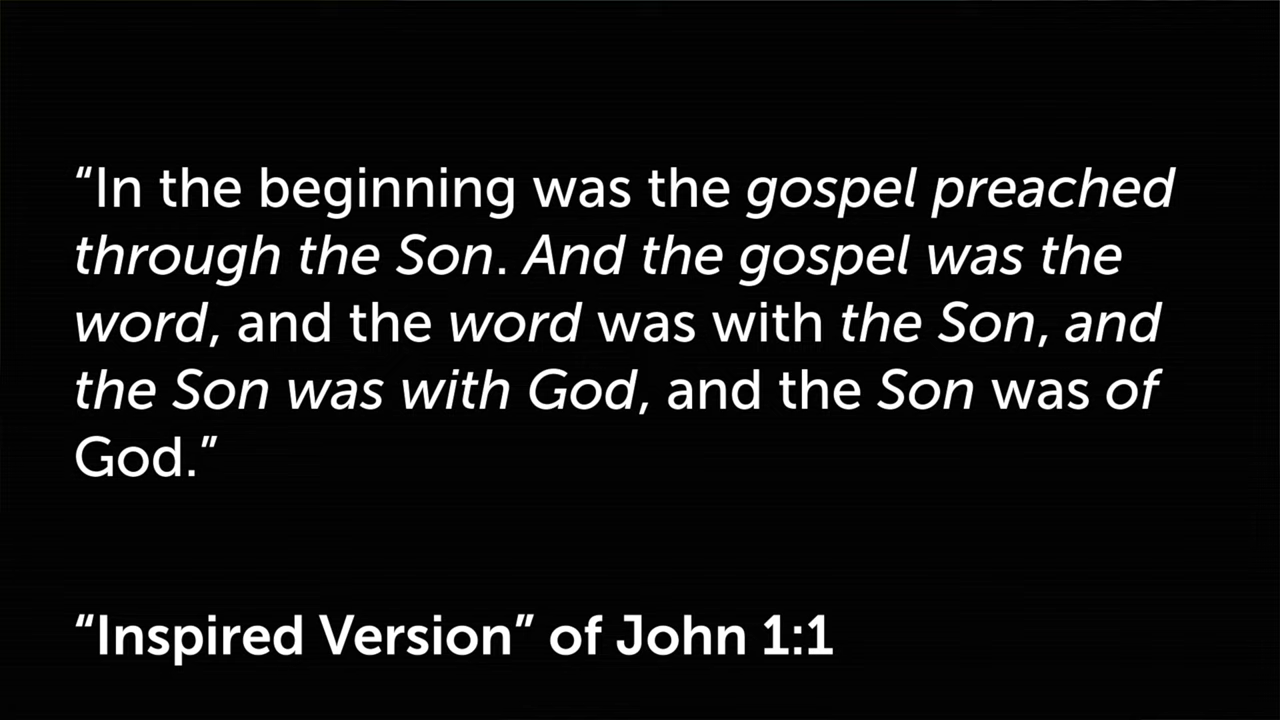 “In the beginning was the gospel preached
through the Son. And the gospel was the
word, and the word was with the Son, and
the Son was with God, and the Son was of
God.”
“Inspired Version” of John 1:1